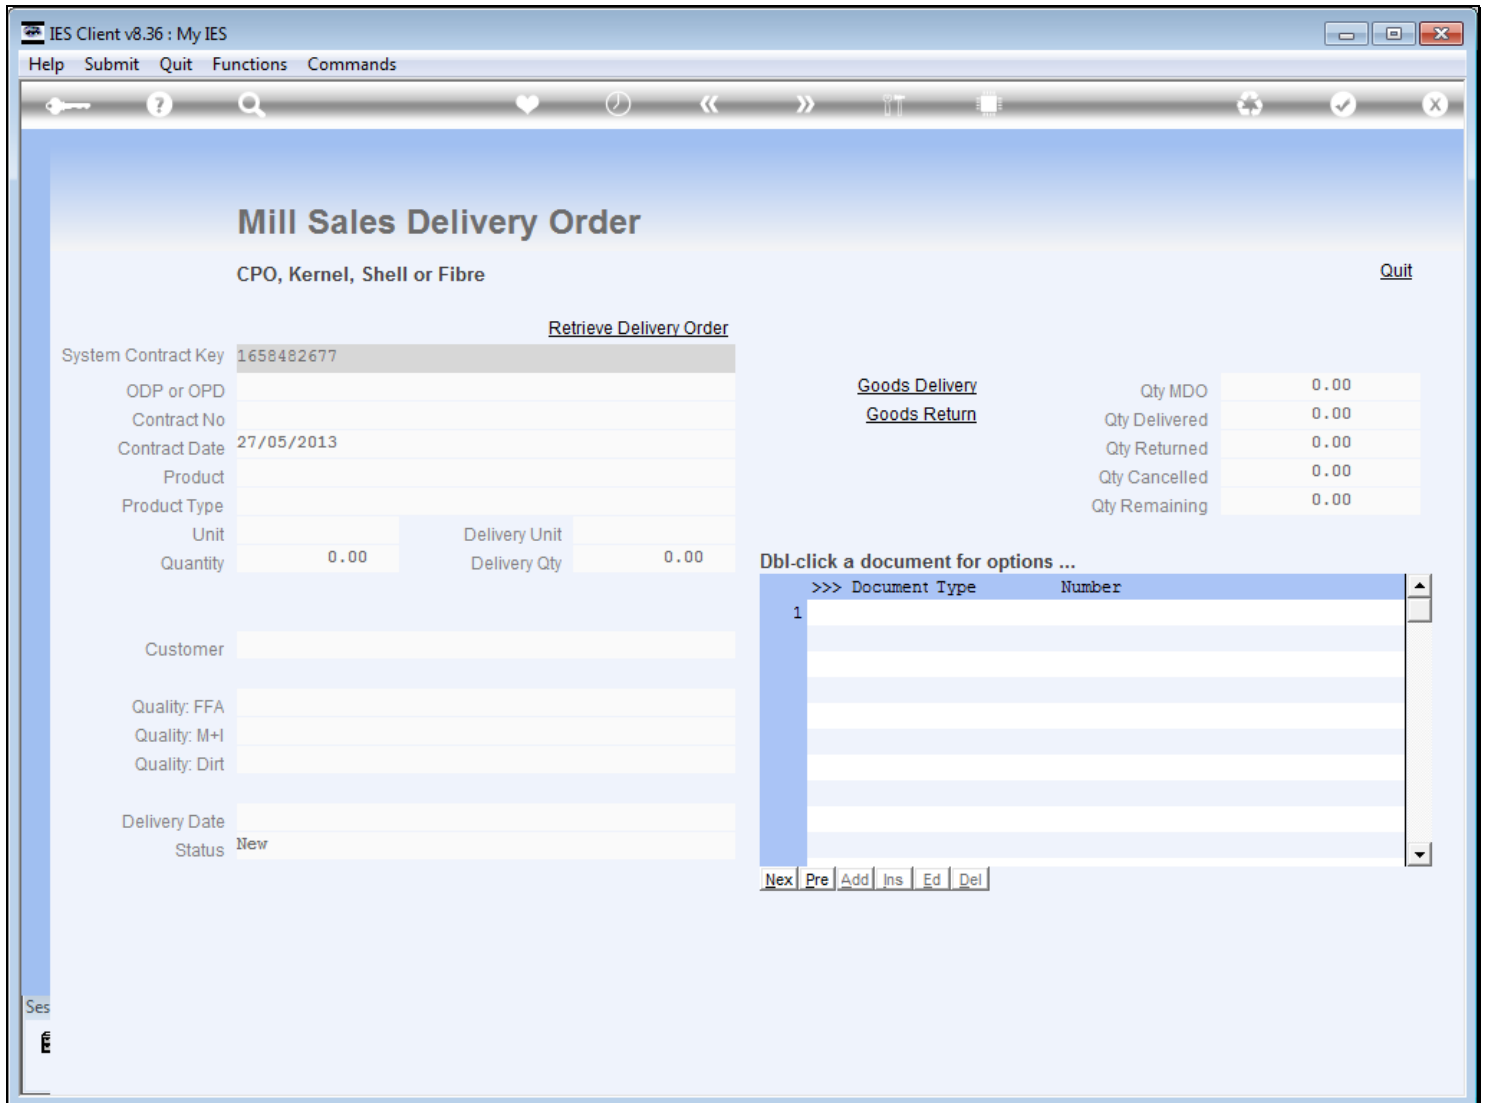 IES Client v8.36 : My IES
Help Submit Quit Functions Commands
Mill Sales Delivery Order
CPO, Kernel, Shell or Fibre
Quit
Retrieve Delivery Order
System Contract Key 1658482677
ODP or OPD
Contract No
Contract Date 27/05/2013
Product
Product Type
Unit Delivery Unit
Quantity 0.00 Delivery Qty 0.00
Customer
Quality: FFA
Quality: M+I
Quality: Dirt
Delivery Date
Status New
Goods Delivery Qty MDO 0.00
Goods Return Qty Delivered 0.00
Qty Returned 0.00
Qty Cancelled 0.00
Qty Remaining 0.00
Dbl-click a document for options ...
>>> Document Type Number
1
Nex Pre Add Ins Ed Del
Ses